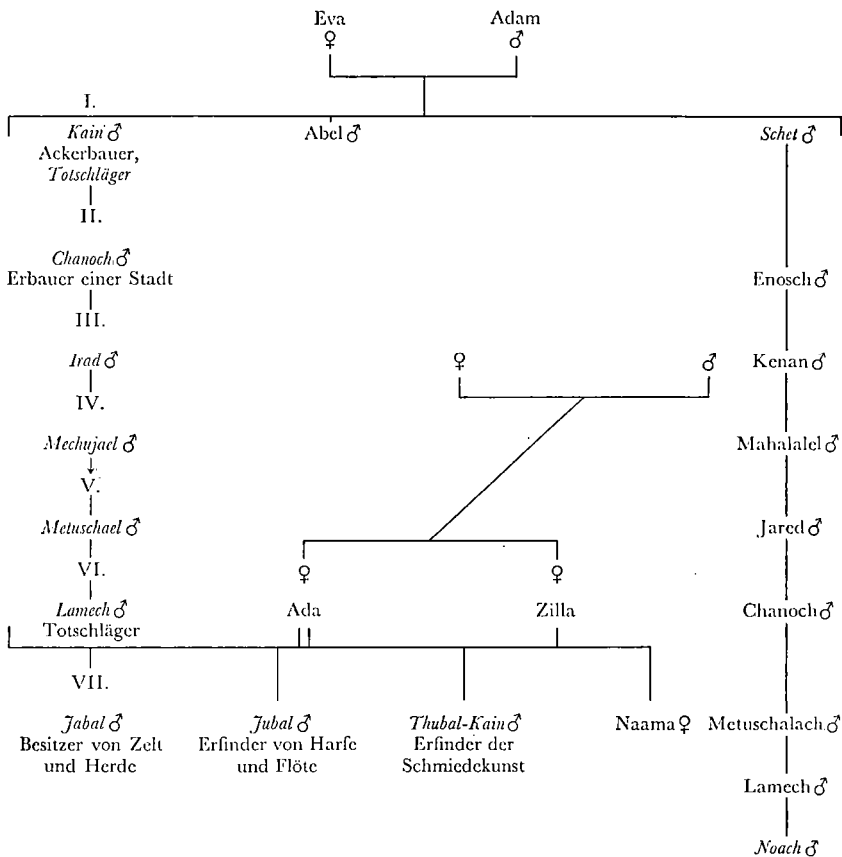 Eva Adam
♀ ♂
I.
Kain ♂ Abel ♂ Schet ♂
Ackerbauer,
Totschläger
II.
Chanoch ♂
Erbauer einer Stadt Enosch ♂
III.
Irad ♂ ♀ ♂ Kenan ♂
IV.
Mechujael ♂ Mahalalel ♂
V.
Metuschael ♂ Jared ♂
VI. ♀ ♀
Lamech ♂ Ada Zilla Chanoch ♂
Totschläger
VII.
Jabal ♂ Jubal ♂ Thubal-Kain ♂ Naama ♀ Metuschalach ♂
Besitzer von Zelt Erfinder von Harfe Erfinder der
und Herde und Flöte Schmiedekunst
Lamech ♂
Noach ♂